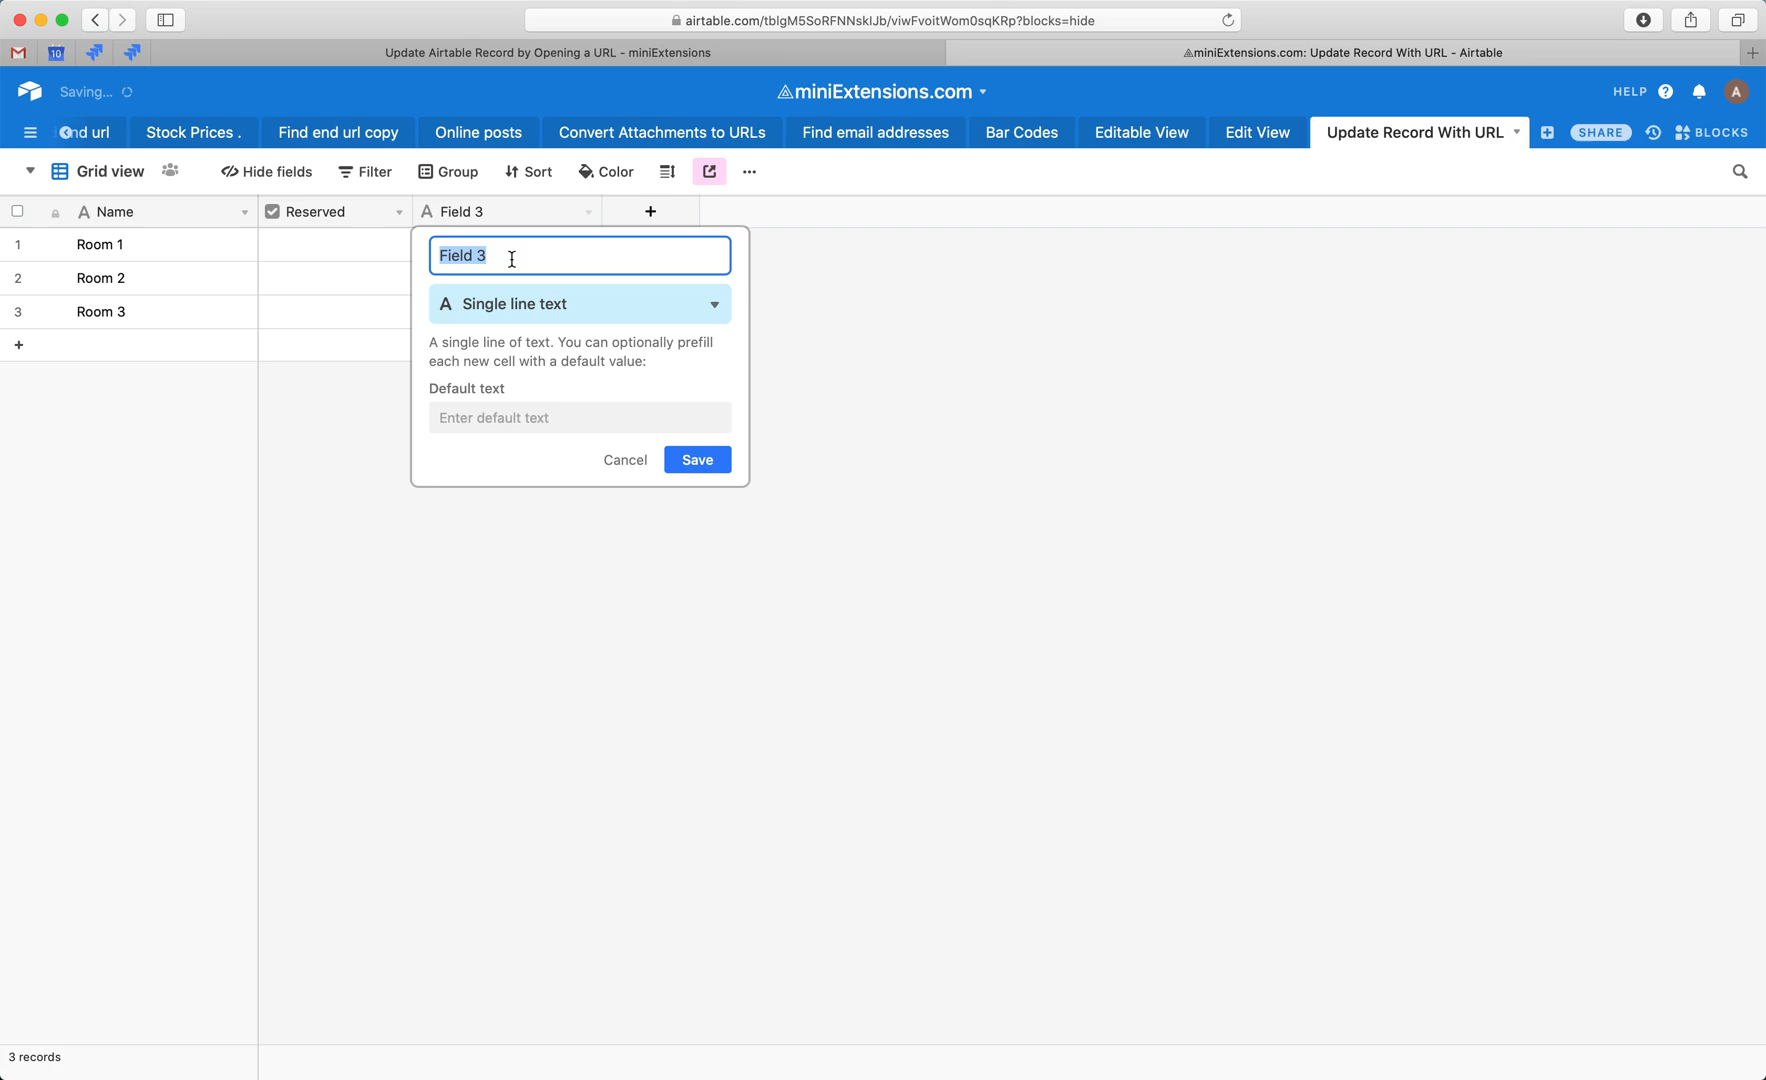 airtable.com/tblgM5SoRFNNsklJb/viwFvoitWom0sqKRp?blocks=hide
10
Update Airtable Record by Opening a URL - miniExtensions
miniExtensions.com: Update Record With URL - Airtable
Saving...
miniExtensions.com
HELP
A
nd url
Stock Prices .
Find end url copy
Online posts
Convert Attachments to URLs
Find email addresses
Bar Codes
Editable View
Edit View
Update Record With URL
SHARE
BLOCKS
Grid view
Hide fields
Filter
Group
Sort
Color
A Name
Reserved
A Field 3
1 Room 1
2 Room 2
3 Room 3
Field 3
A Single line text
A single line of text. You can optionally prefill
each new cell with a default value:
Default text
Enter default text
Cancel
Save
3 records